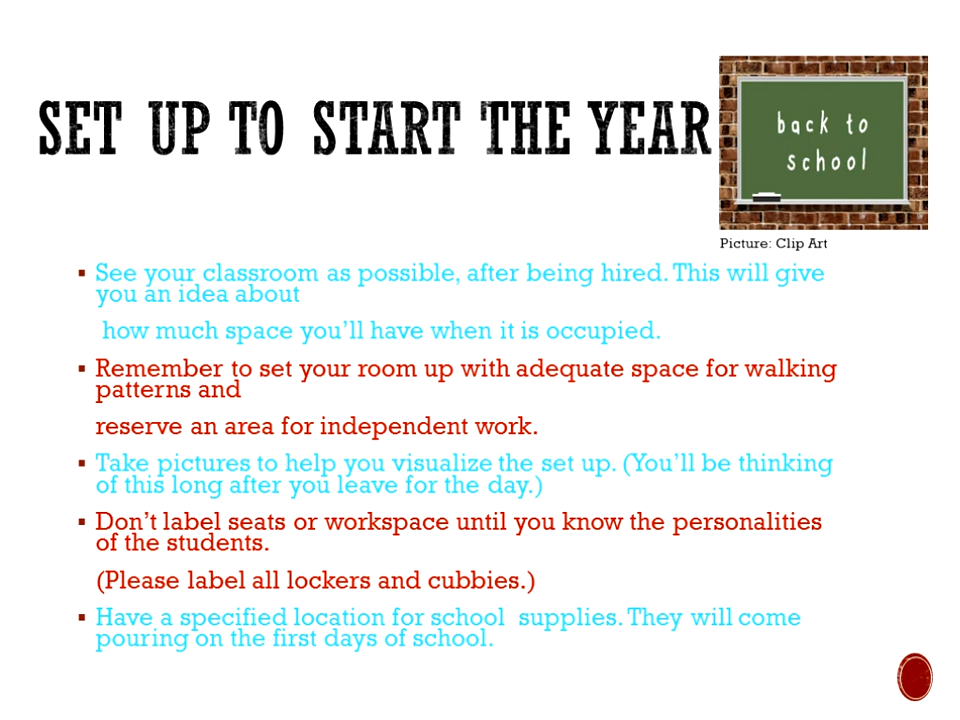 SET UP TO START THE YEAR
back to
school
Picture: Clip Art
▪ See your classroom as possible, after being hired. This will give
you an idea about
how much space you’ll have when it is occupied.
▪ Remember to set your room up with adequate space for walking
patterns and
reserve an area for independent work.
▪ Take pictures to help you visualize the set up. (You’ll be thinking
of this long after you leave for the day.)
▪ Don’t label seats or workspace until you know the personalities
of the students.
(Please label all lockers and cubbies.)
▪ Have a specified location for school  supplies. They will come
pouring on the first days of school.